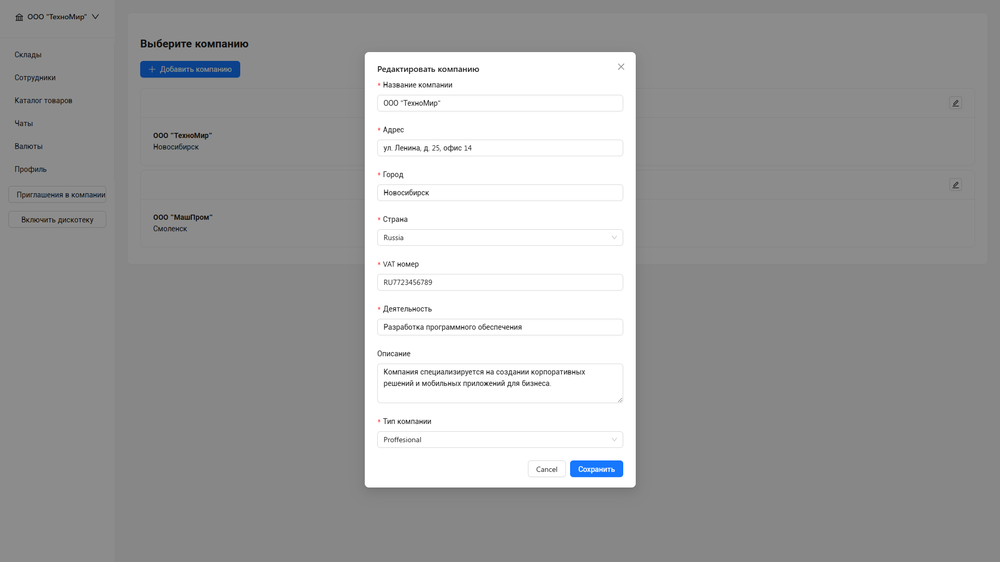 ООО "ТехноМир"
Склады
Сотрудники
Каталог товаров
Чаты
Валюты
Профиль
Приглашения в компании
Включить дискотеку
Выберите компанию
Добавить компанию
ООО "ТехноМир"
Новосибирск
ООО "МашПром"
Смоленск
Редактировать компанию
* Название компании
ООО "ТехноМир"
* Адрес
ул. Ленина, д. 25, офис 14
* Город
Новосибирск
* Страна
Russia
* VAT номер
RU7723456789
* Деятельность
Разработка программного обеспечения
Описание
Компания специализируется на создании корпоративных
решений и мобильных приложений для бизнеса.
* Тип компании
Proffesional
Cancel
Сохранить